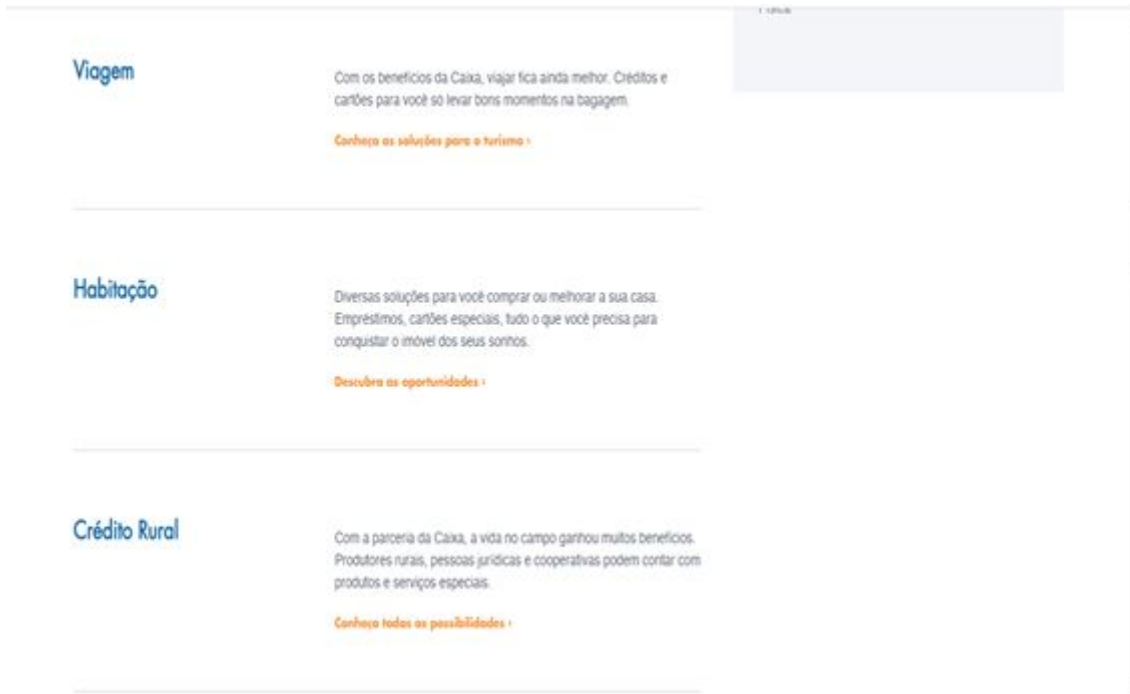 Viagem
Com os benefícios da Caixa, viajar fica ainda melhor. Créditos e
cartões para você só levar bons momentos na bagagem.
Conheça as soluções para o turismo ›
Habitação
Diversas soluções para você comprar ou melhorar a sua casa.
Empréstimos, cartões especiais, tudo o que você precisa para
conquistar o imóvel dos seus sonhos.
Descubra as oportunidades ›
Crédito Rural
Com a parceria da Caixa, a vida no campo ganhou muitos benefícios.
Produtores rurais, pessoas jurídicas e cooperativas podem contar com
produtos e serviços especiais.
Conheça todas as possibilidades ›